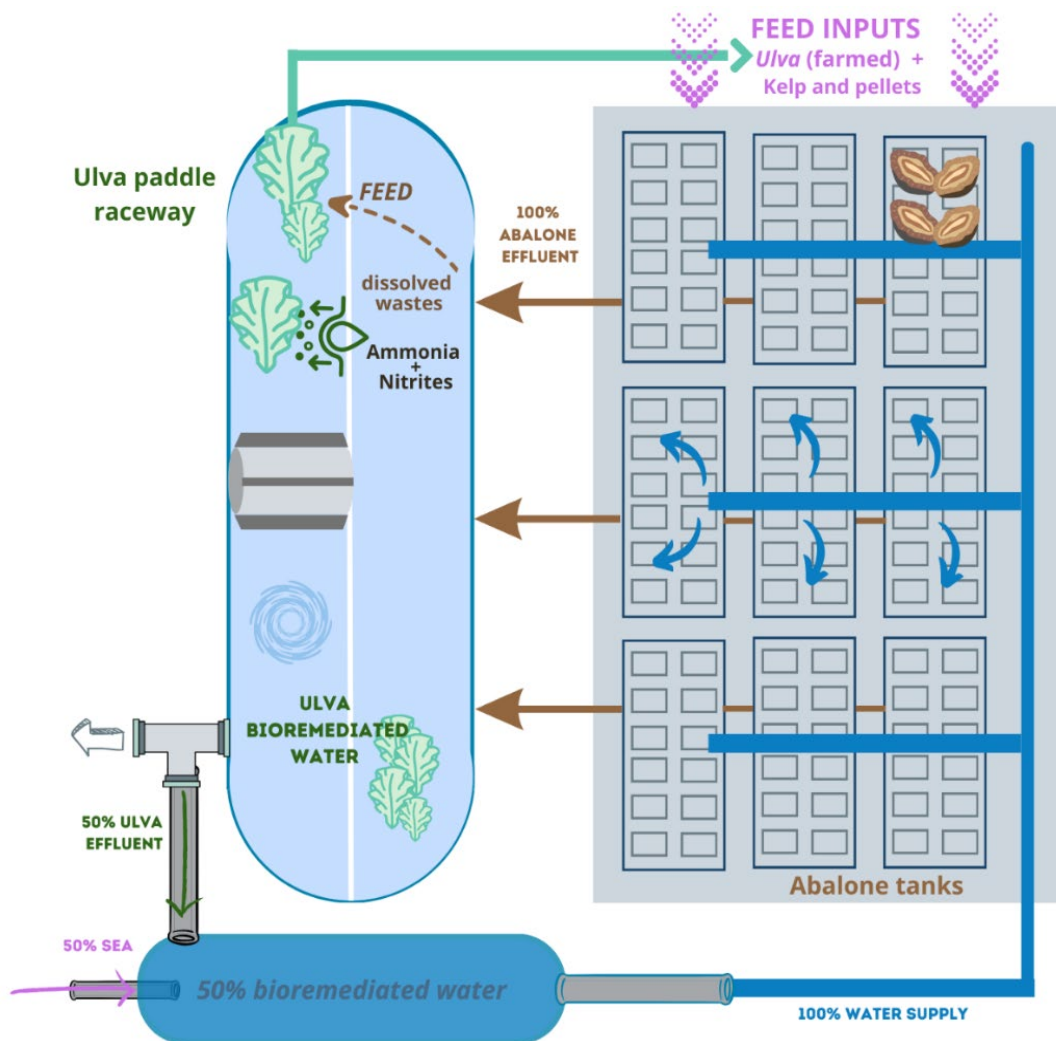 FEED INPUTS
Ulva (farmed) +
Kelp and pellets
Ulva paddle
raceway
FEED
100%
ABALONE
EFFLUENT
dissolved
wastes
Ammonia
+
Nitrites
ULVA
BIOREMEDIATED
WATER
50% ULVA
EFFLUENT
Abalone tanks
50% SEA
50% bioremediated water
100% WATER SUPPLY